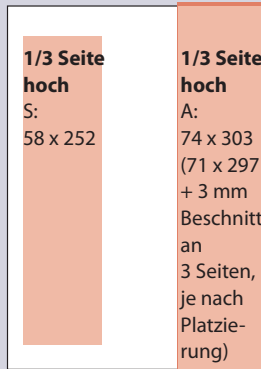 1/3 Seite
hoch
S:
58 x 252
1/3 Seite
hoch
A:
74 x 303
(71 x 297
+ 3 mm
Beschnitt
an
3 Seiten,
je nach
Platzie-
rung)